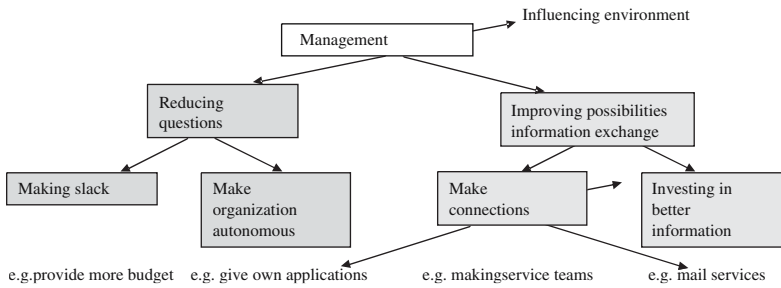 Influencing environment
Management
Reducing
questions
Improving possibilities
information exchange
Making slack
Make
organization
autonomous
Make
connections
Investing in
better
information
e.g.provide more budget
e.g. give own applications
e.g. makingservice teams
e.g. mail services